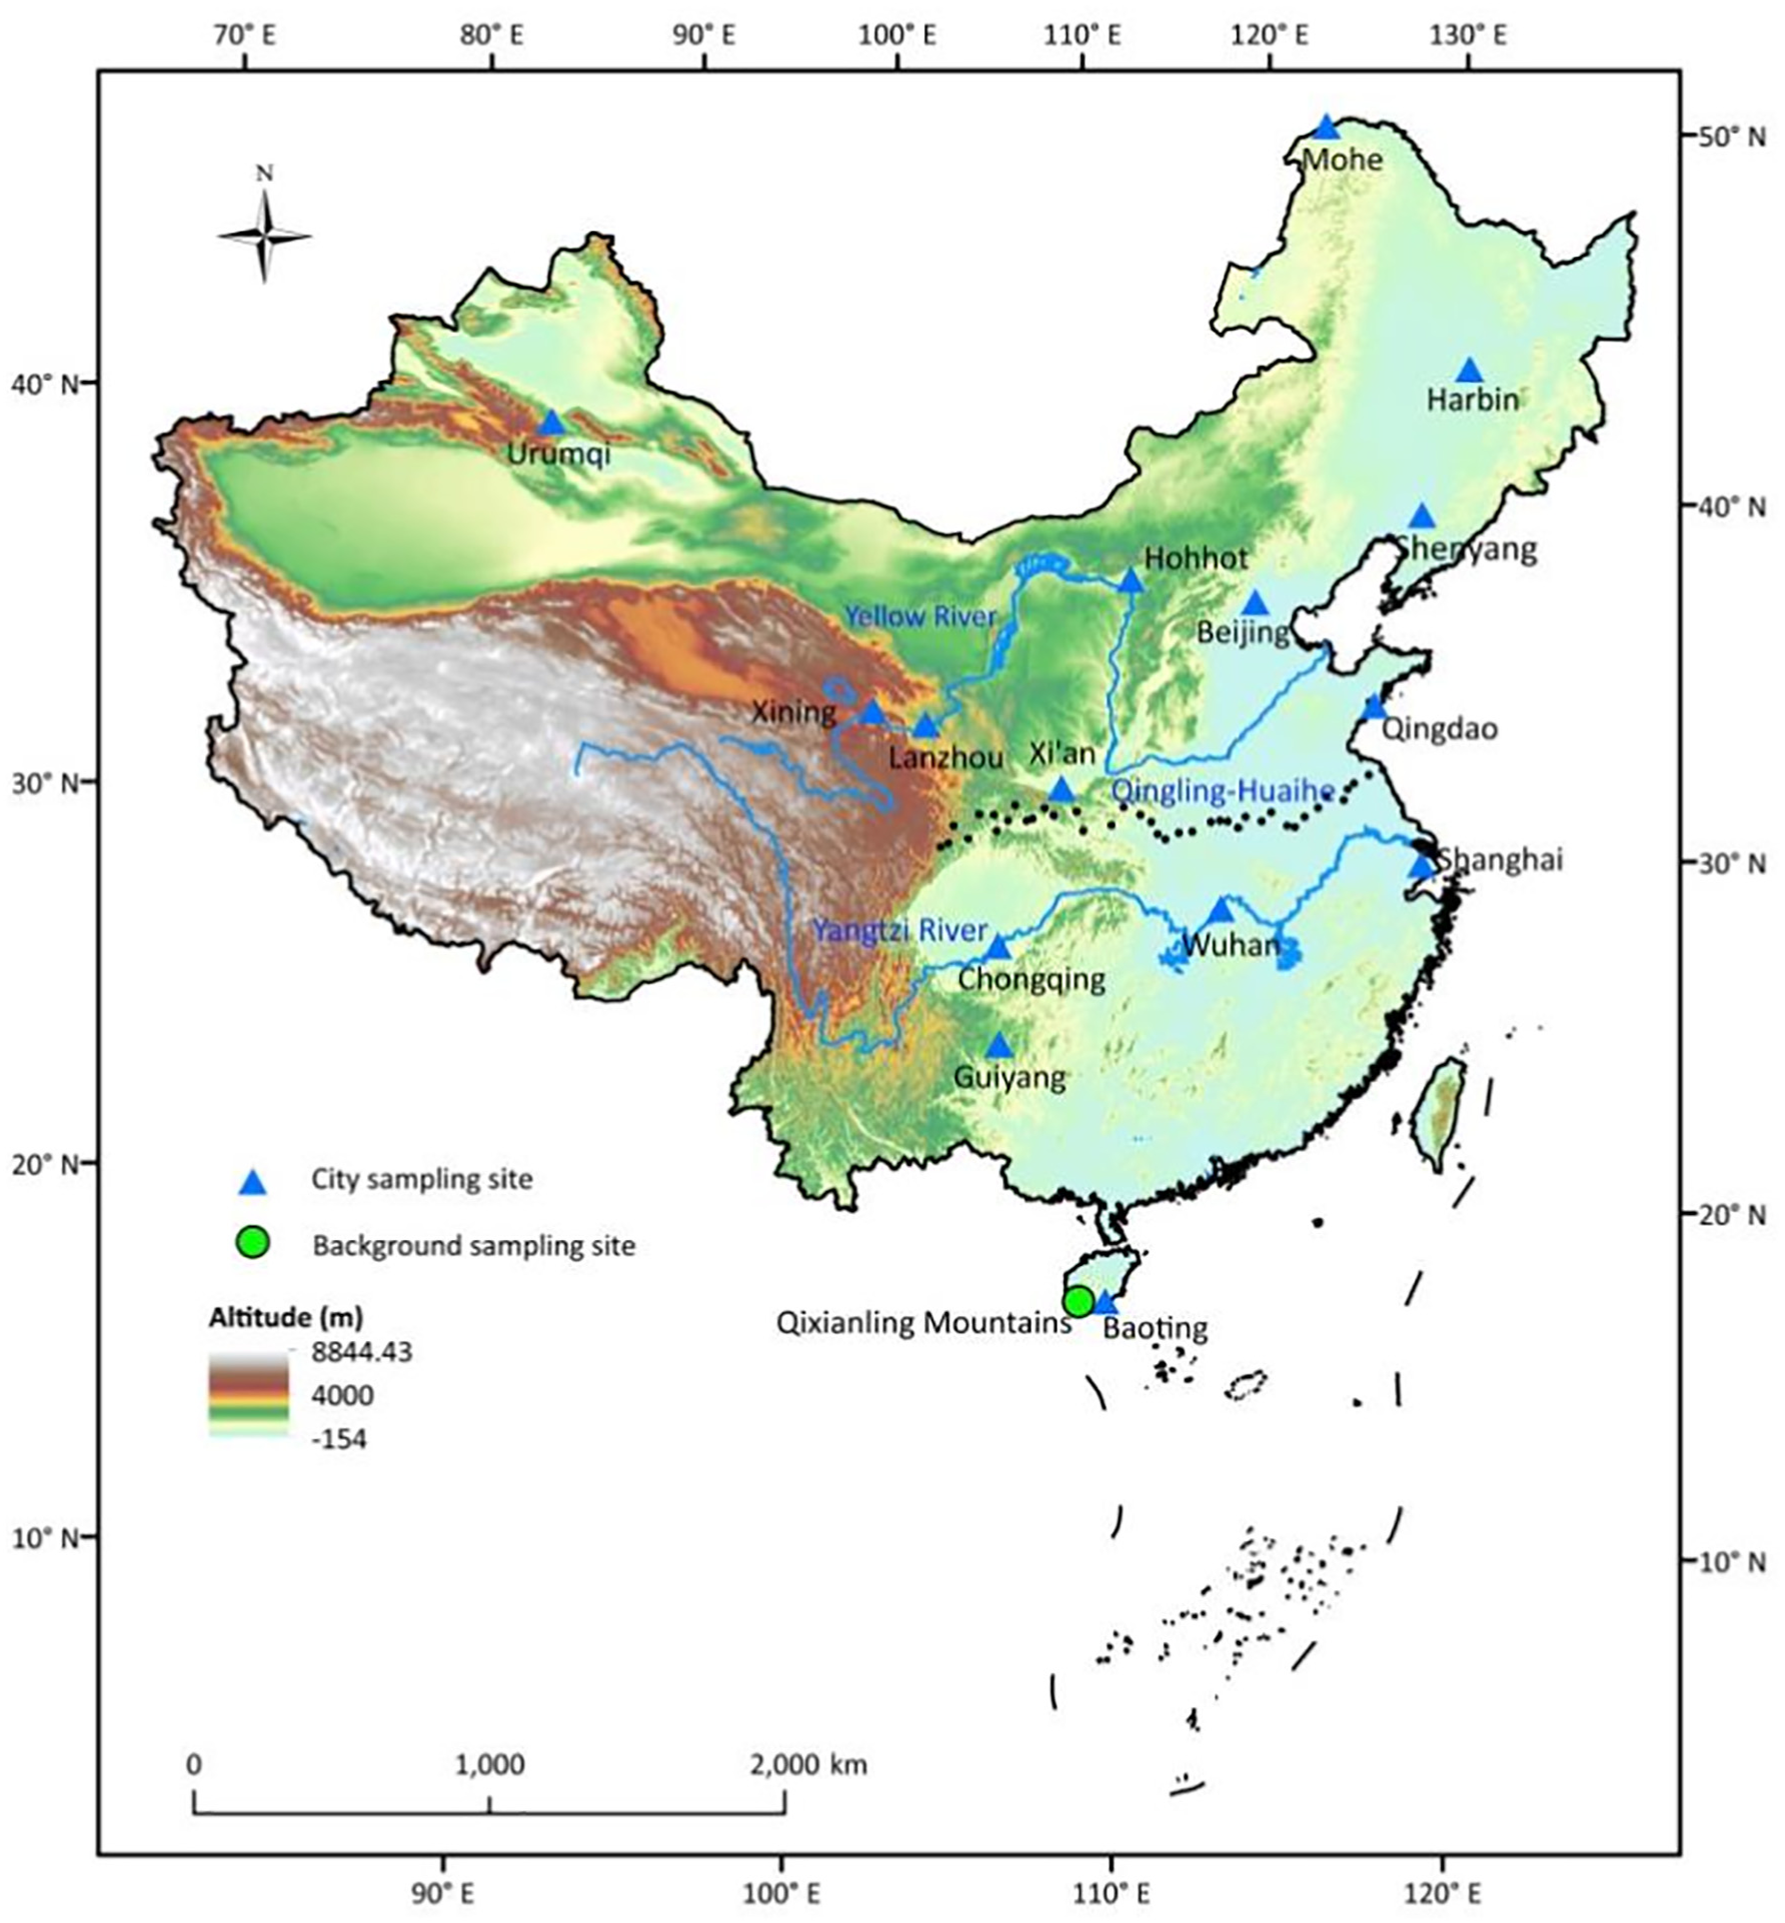 70° E 80° E 90° E 100° E 110° E 120° E 130° E
50° N
Mohe
N
40° N
Harbin
Urumqi
40° N
Shenyang
Hohhot
Yellow River
Beijing
Xining
Qingdao
Lanzhou
Xi'an
30° N
Qingling-Huaihe
Shanghai
30° N
Yangtzi River
Wuhan
Chongqing
Guiyang
20° N
City sampling site
20° N
Background sampling site
Altitude (m)
Qixianling Mountains
Baoting
8844.43
4000
-154
10° N
10° N
0 1,000 2,000 km
90° E 100° E 110° E 120° E